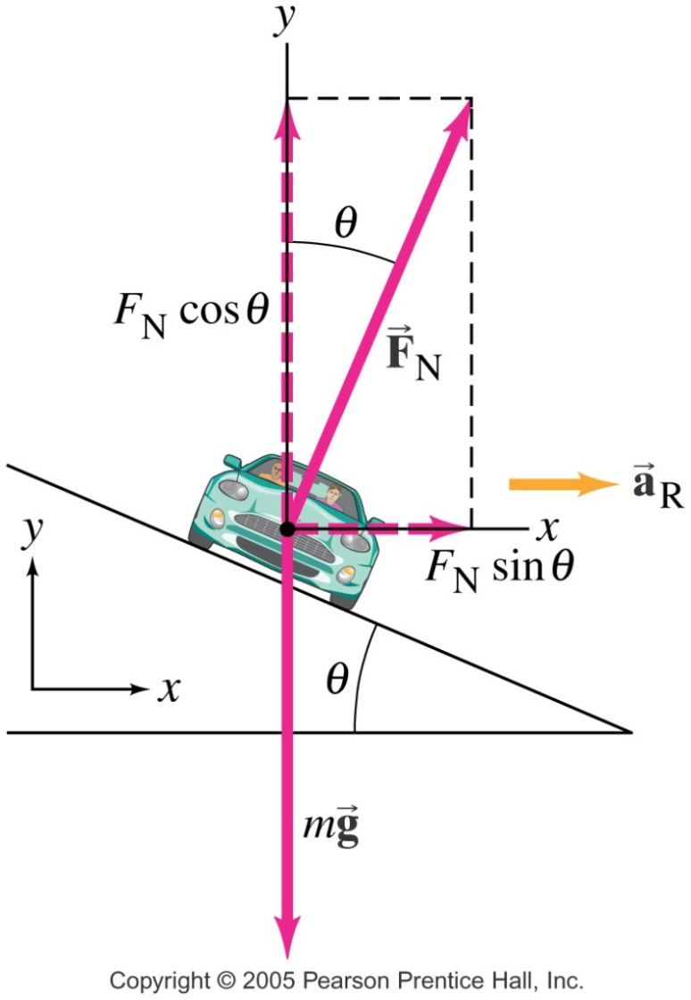 y
θ
F_N cos θ
F⃗_N
a⃗_R
x
F_N sin θ
y
x
θ
mg⃗
Copyright © 2005 Pearson Prentice Hall, Inc.